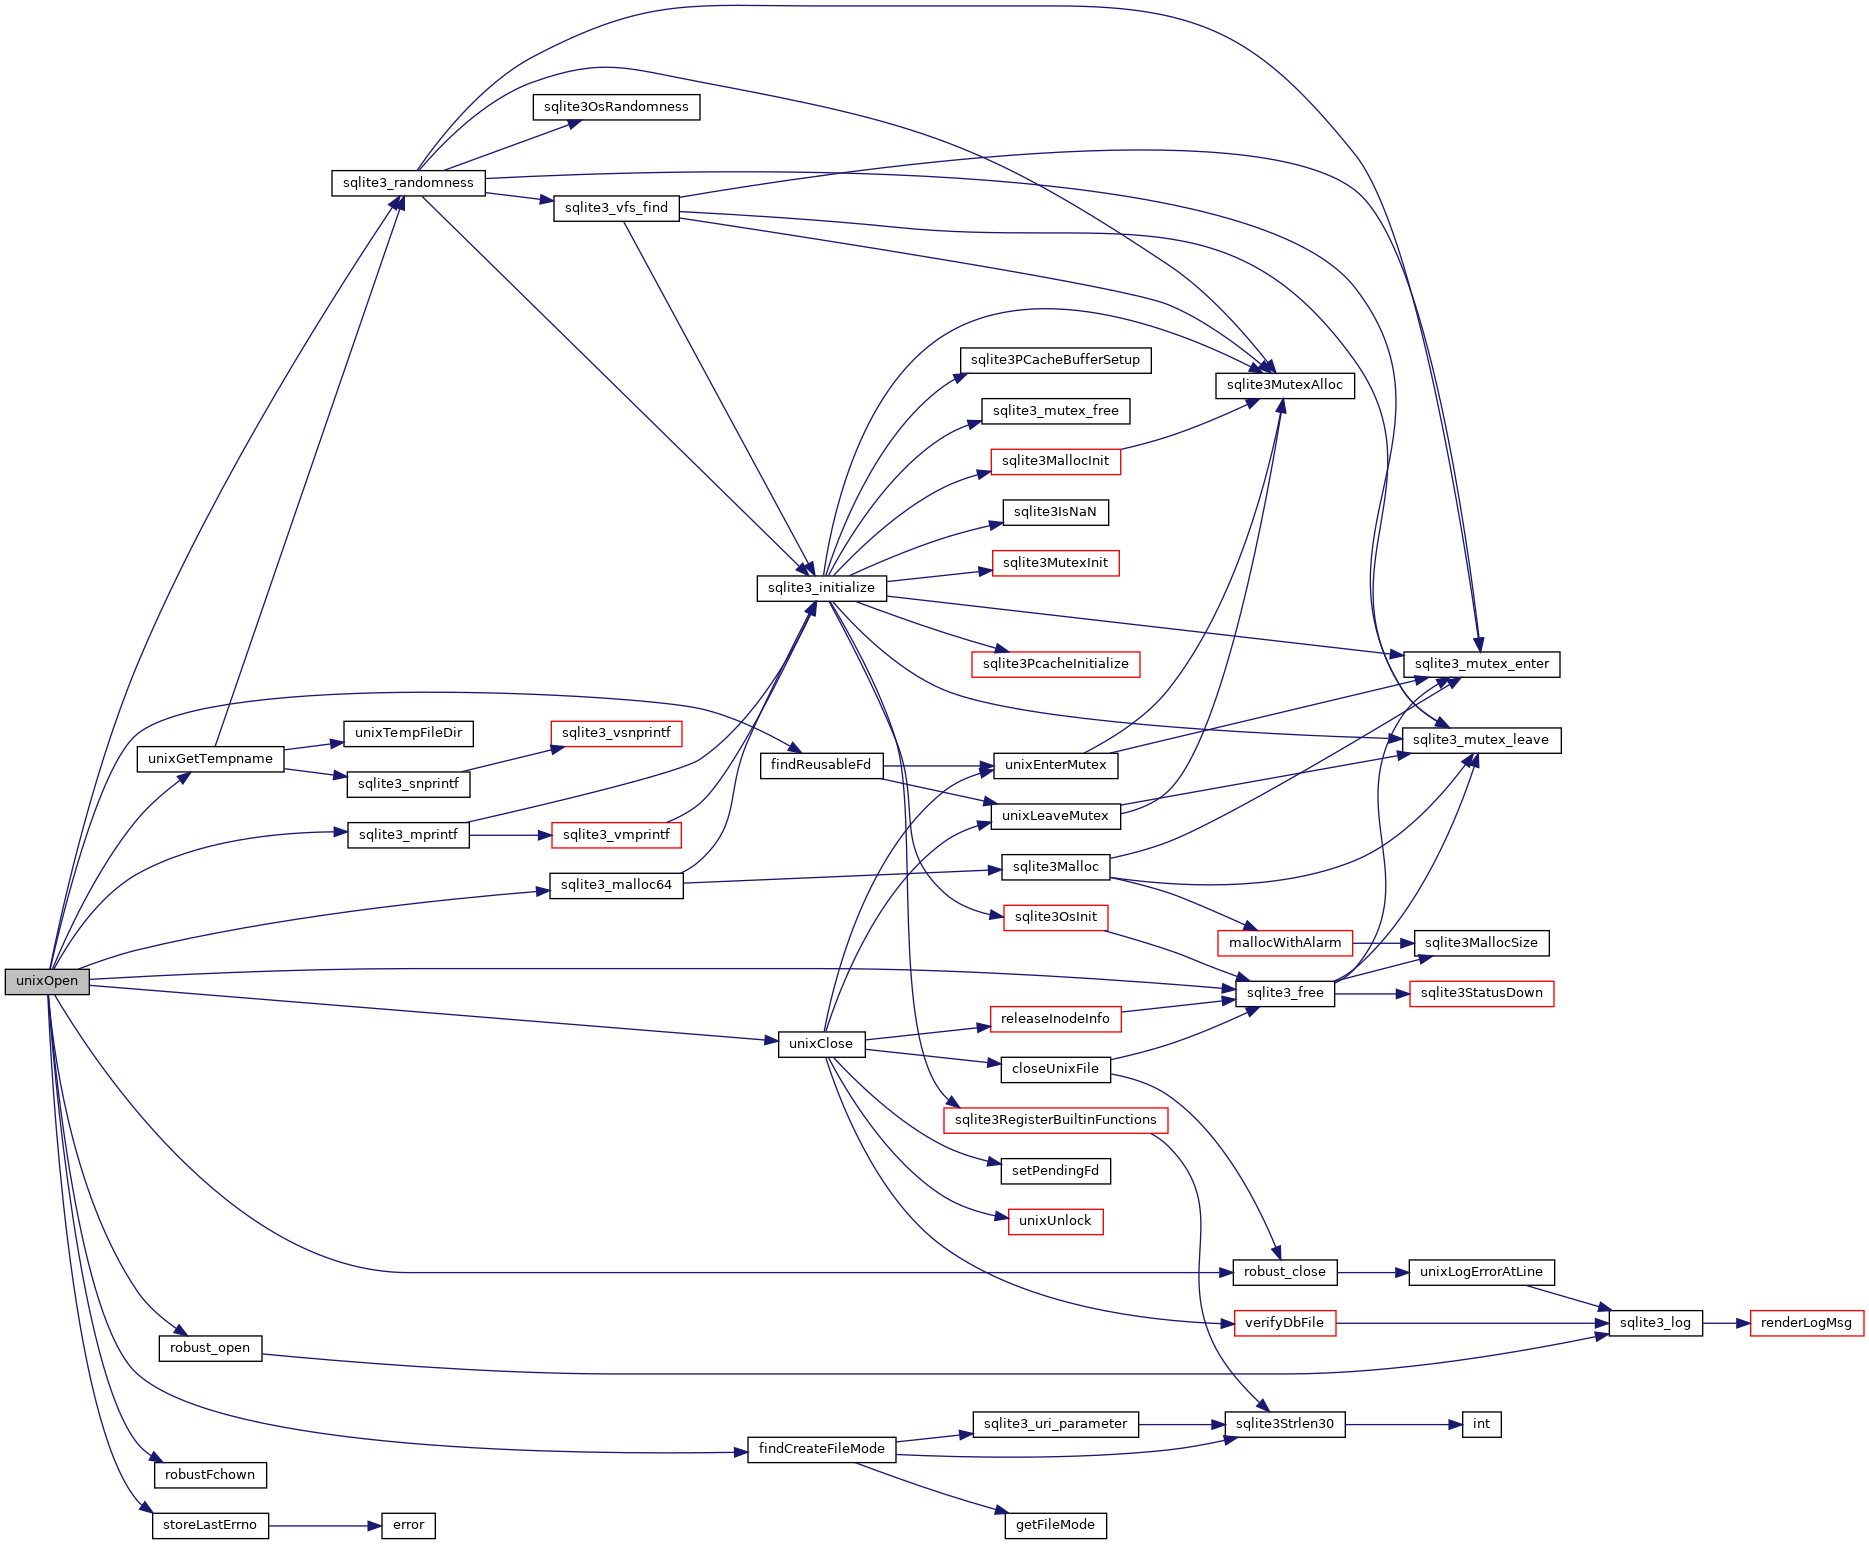 sqlite3OsRandomness
sqlite3_randomness
sqlite3_vfs_find
sqlite3PCacheBufferSetup
sqlite3MutexAlloc
sqlite3_mutex_free
sqlite3MallocInit
sqlite3IsNaN
sqlite3MutexInit
sqlite3_initialize
sqlite3PcacheInitialize
sqlite3_mutex_enter
unixTempFileDir
sqlite3_vsnprintf
sqlite3_mutex_leave
unixGetTempname
findReusableFd
unixEnterMutex
sqlite3_snprintf
unixLeaveMutex
sqlite3_mprintf
sqlite3_vmprintf
sqlite3Malloc
sqlite3_malloc64
sqlite3OsInit
mallocWithAlarm
sqlite3MallocSize
unixOpen
sqlite3_free
sqlite3StatusDown
releaseInodeInfo
unixClose
closeUnixFile
sqlite3RegisterBuiltinFunctions
setPendingFd
unixUnlock
robust_close
unixLogErrorAtLine
verifyDbFile
sqlite3_log
renderLogMsg
robust_open
sqlite3_uri_parameter
sqlite3Strlen30
int
findCreateFileMode
robustFchown
storeLastErrno
error
getFileMode